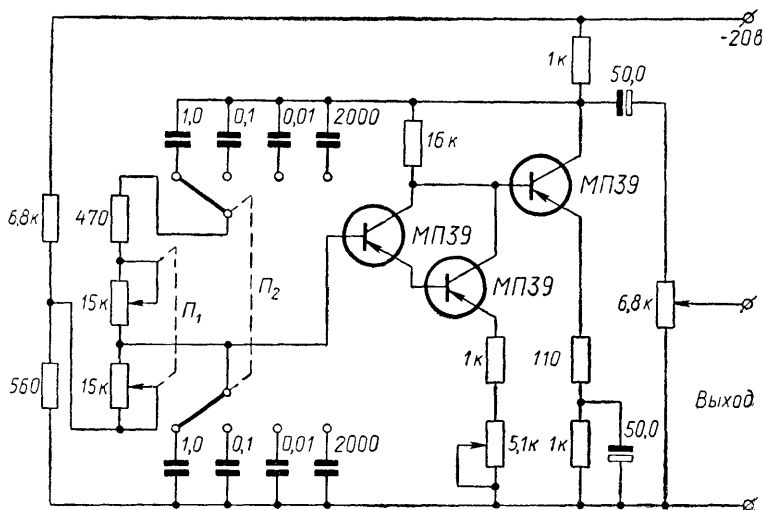 -20в
1к
50,0
1,0
0,1
0,01
2000
16к
МП39
6,8к
470
МП39
П₂
МП39
15к
П₁
6,8к
560
15к
1к
110
Выход
1,0
0,1
0,01
2000
5,1к
1к
50,0